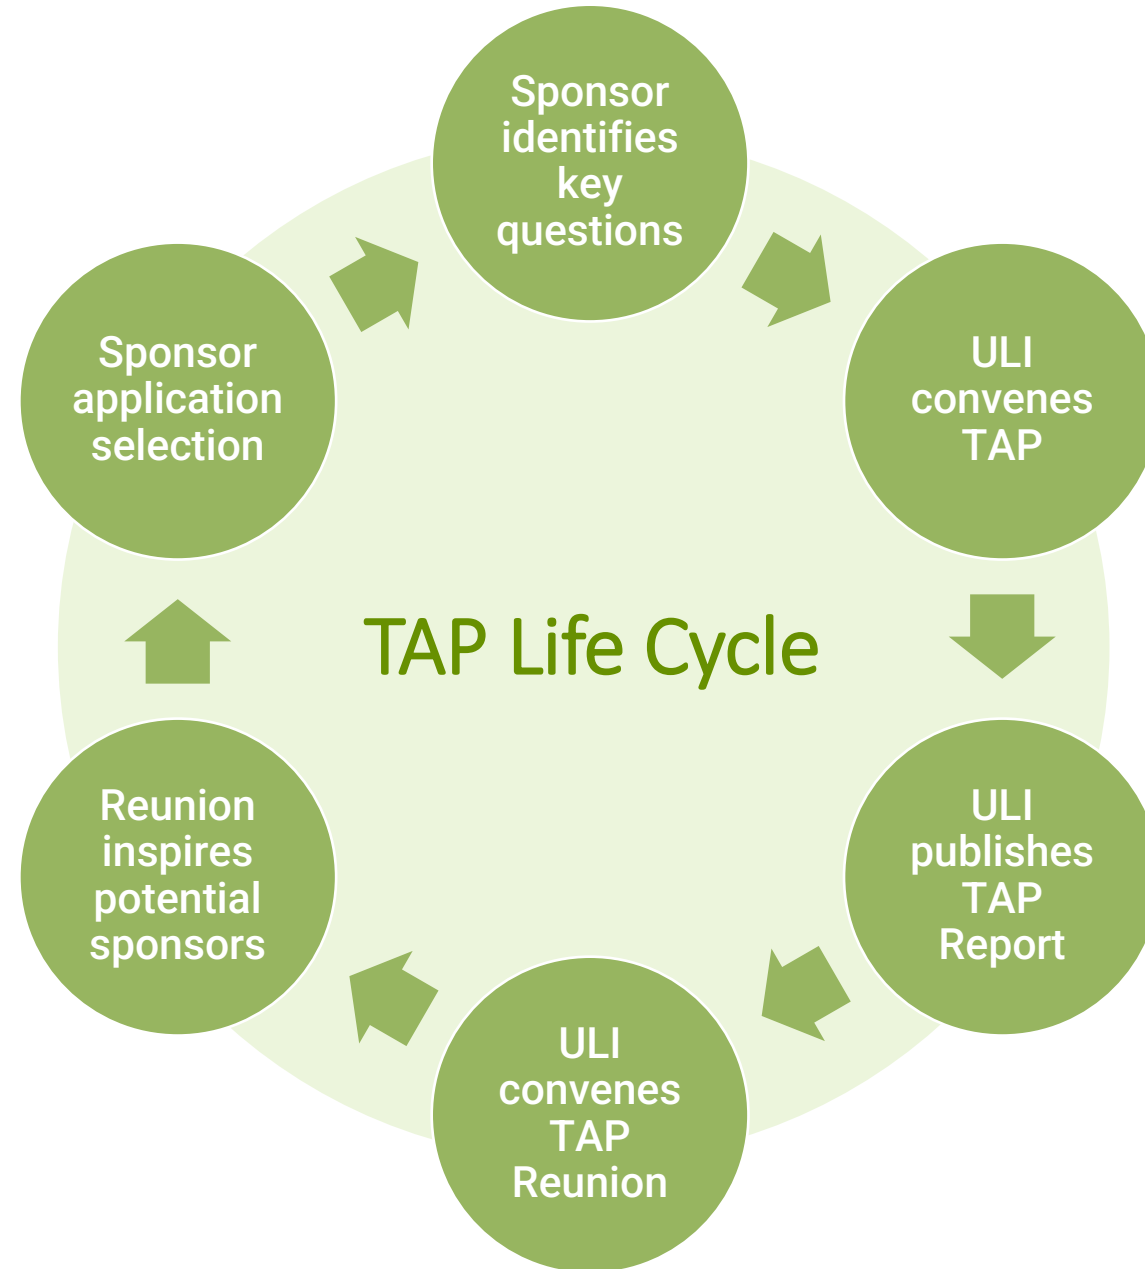 Sponsor
identifies
key
questions
ULI
convenes
TAP
ULI
publishes
TAP
Report
ULI
convenes
TAP
Reunion
Reunion
inspires
potential
sponsors
Sponsor
application
selection
TAP Life Cycle